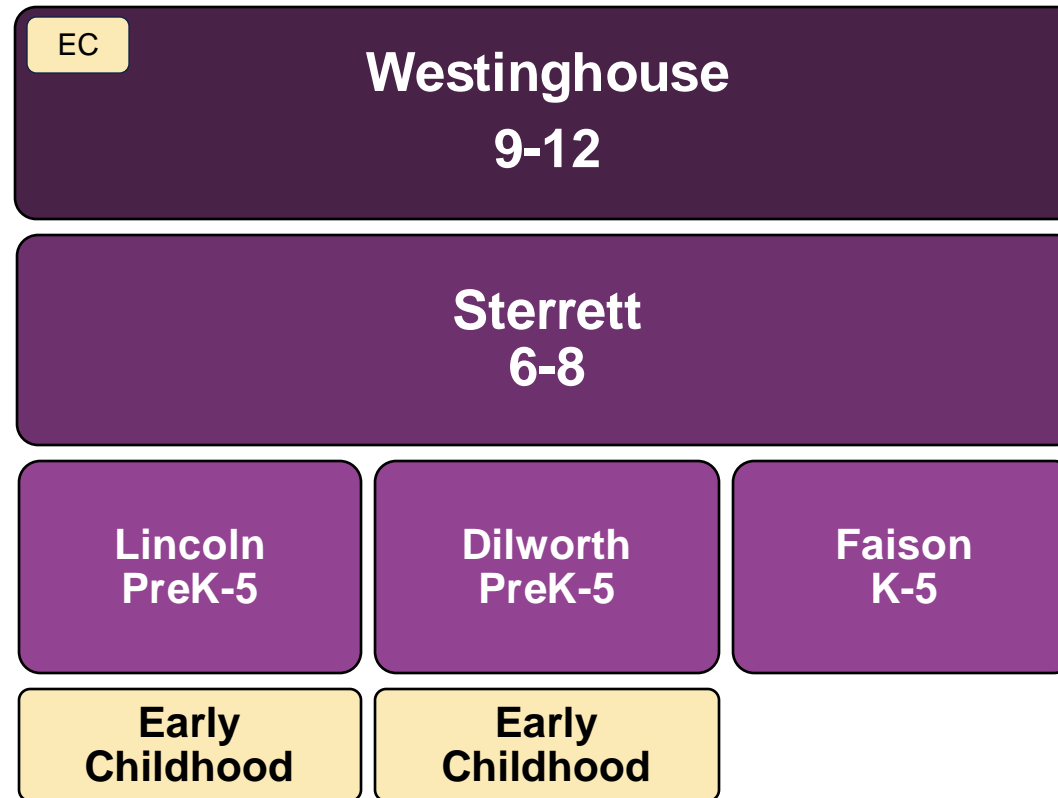 EC
Westinghouse
9-12
Sterrett
6-8
Lincoln
PreK-5
Dilworth
PreK-5
Faison
K-5
Early
Childhood
Early
Childhood